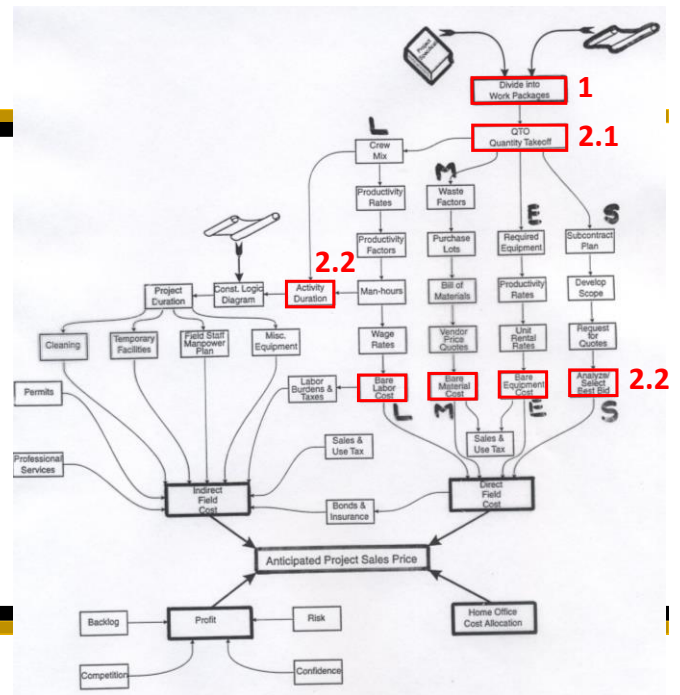 Project
Specification
Divide into
Work Packages
1
QTO
Quantity Takeoff
2.1
L
Crew
Mix
M
Waste
Factors
E
Required
Equipment
S
Subcontract
Plan
Productivity
Rates
Productivity
Factors
Purchase
Lots
2.2
Project
Duration
Const. Logic
Diagram
Activity
Duration
Man-hours
Bill of
Materials
Productivity
Rates
Develop
Scope
Cleaning
Temporary
Facilities
Field Staff
Manpower
Plan
Misc.
Equipment
Wage
Rates
Vendor
Price
Quotes
Unit
Rental
Rates
Request
for
Quotes
Permits
Labor
Burdens &
Taxes
Bare
Labor
Cost
Bare
Material
Cost
Bare
Equipment
Cost
Analyze/
Select
Best Bid
2.2
L
M
E
S
Professional
Services
Sales &
Use Tax
Sales &
Use Tax
Indirect
Field
Cost
Bonds &
Insurance
Direct
Field
Cost
Anticipated Project Sales Price
Backlog
Profit
Risk
Home Office
Cost Allocation
Competition
Confidence